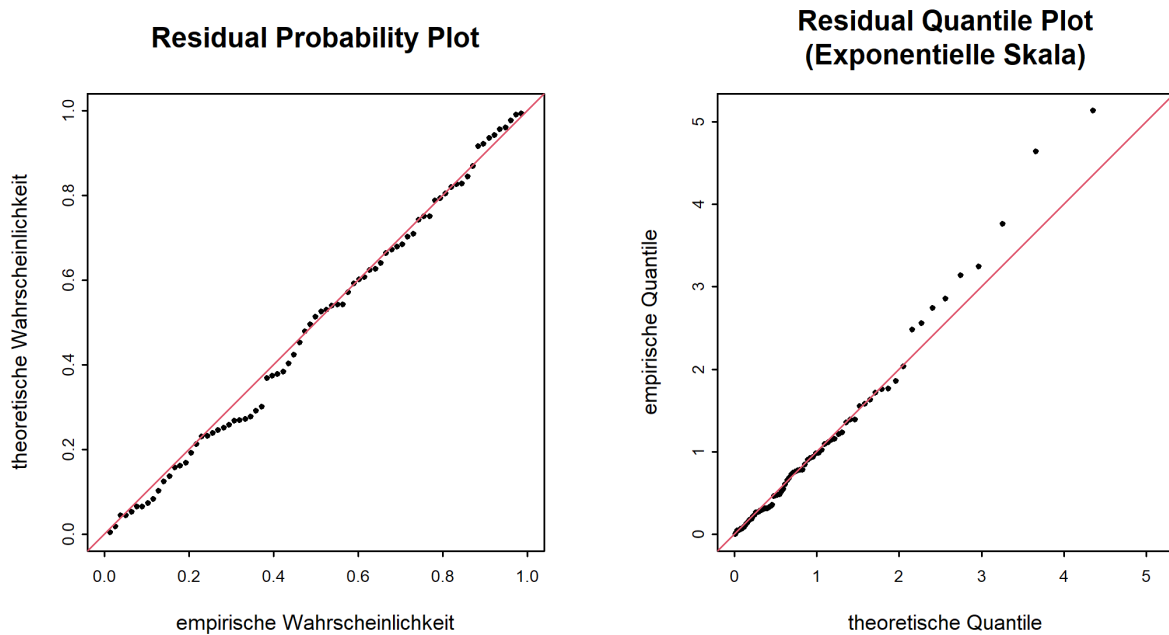 Residual Probability Plot
theoretische Wahrscheinlichkeit
0.0 0.2 0.4 0.6 0.8 1.0
0.0 0.2 0.4 0.6 0.8 1.0
empirische Wahrscheinlichkeit
Residual Quantile Plot
(Exponentielle Skala)
empirische Quantile
0 1 2 3 4 5
0 1 2 3 4 5
theoretische Quantile